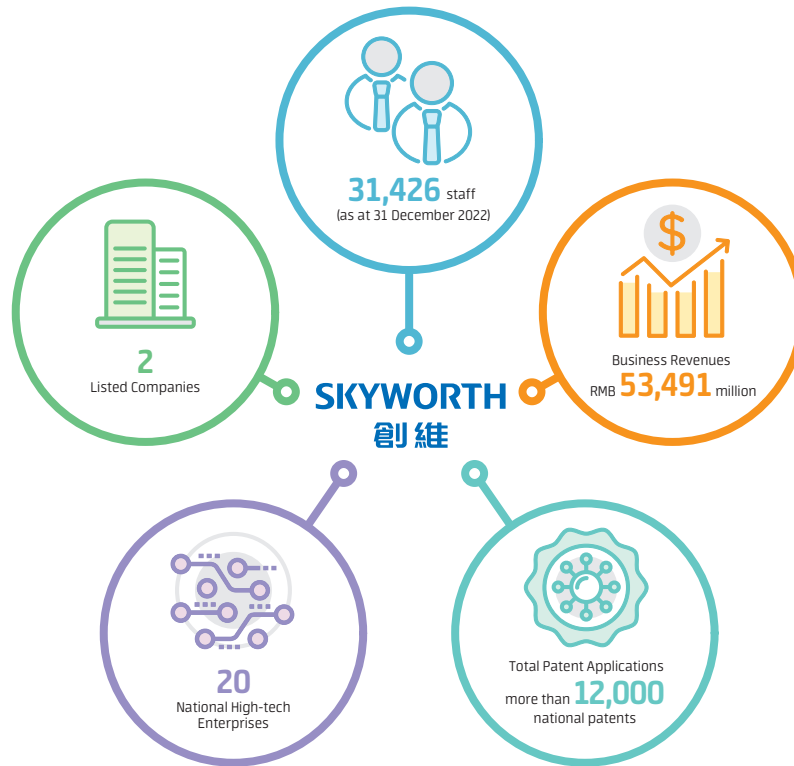 31,426 staff
(as at 31 December 2022)
$
2
Listed Companies
Business Revenues
RMB 53,491 million
SKYWORTH
創維
20
National High-tech
Enterprises
Total Patent Applications
more than 12,000
national patents